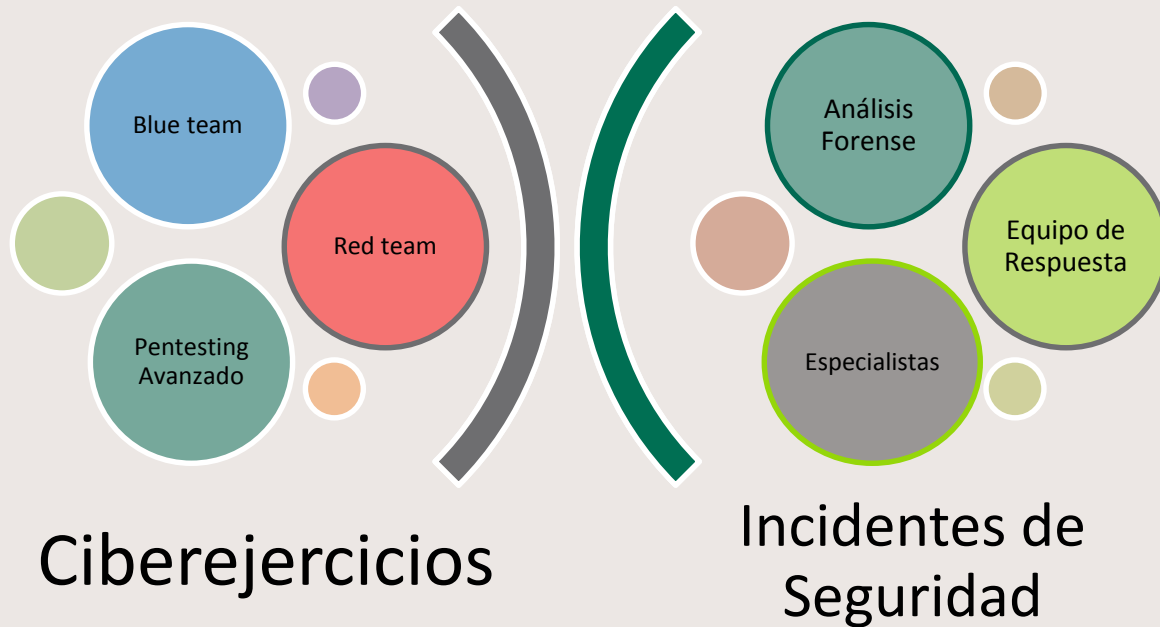 Blue team
Red team
Pentesting
Avanzado
Ciberejercicios
Análisis
Forense
Equipo de
Respuesta
Especialistas
Incidentes de
Seguridad